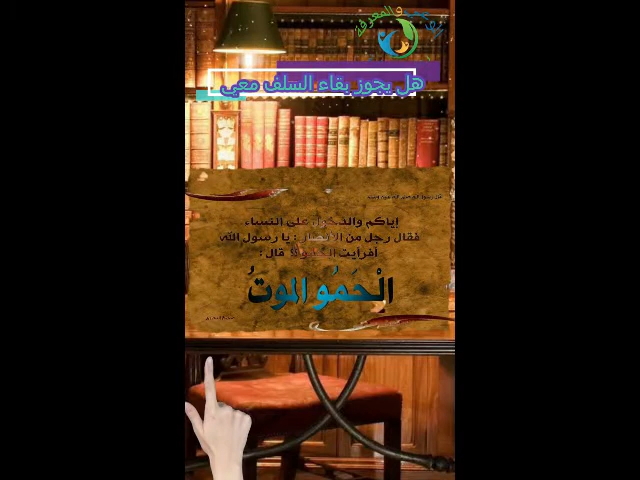 والمعرفة
هل يجوز بقاء السلف معي
إياكم والدخول على النساء
فقال رجل من الأنصار : يا رسول الله
أفرأيت الحمو؟ قال :
الْحَمُو الموتُ